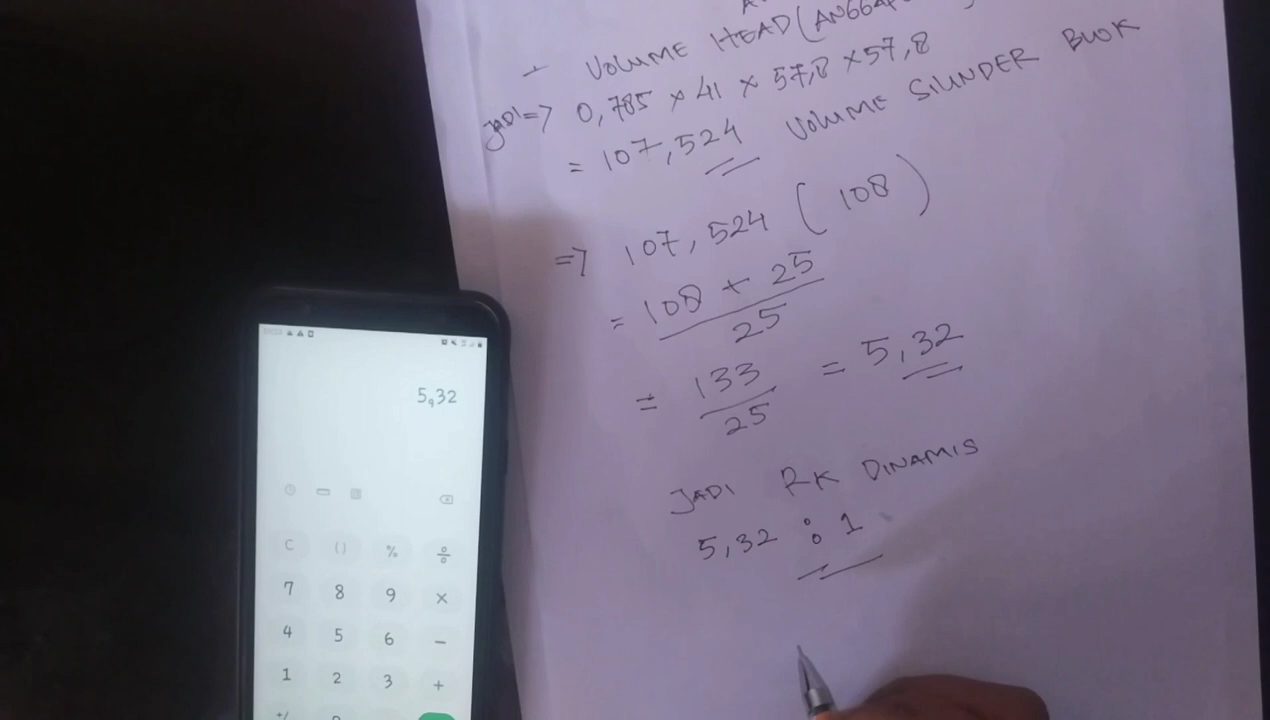 - VOLUME HEAD (ANGGAP
JADI => 0,785 x 41 x 57,8 x 57,8
= 107,524 VOLUME SILINDER BLOK
=> 107,524 (108)
= 108 + 25
25
= 133 = 5,32
25
JADI RK DINAMIS
5,32 : 1
5,32
C () % ÷
7 8 9 ×
4 5 6 −
1 2 3 +
+/